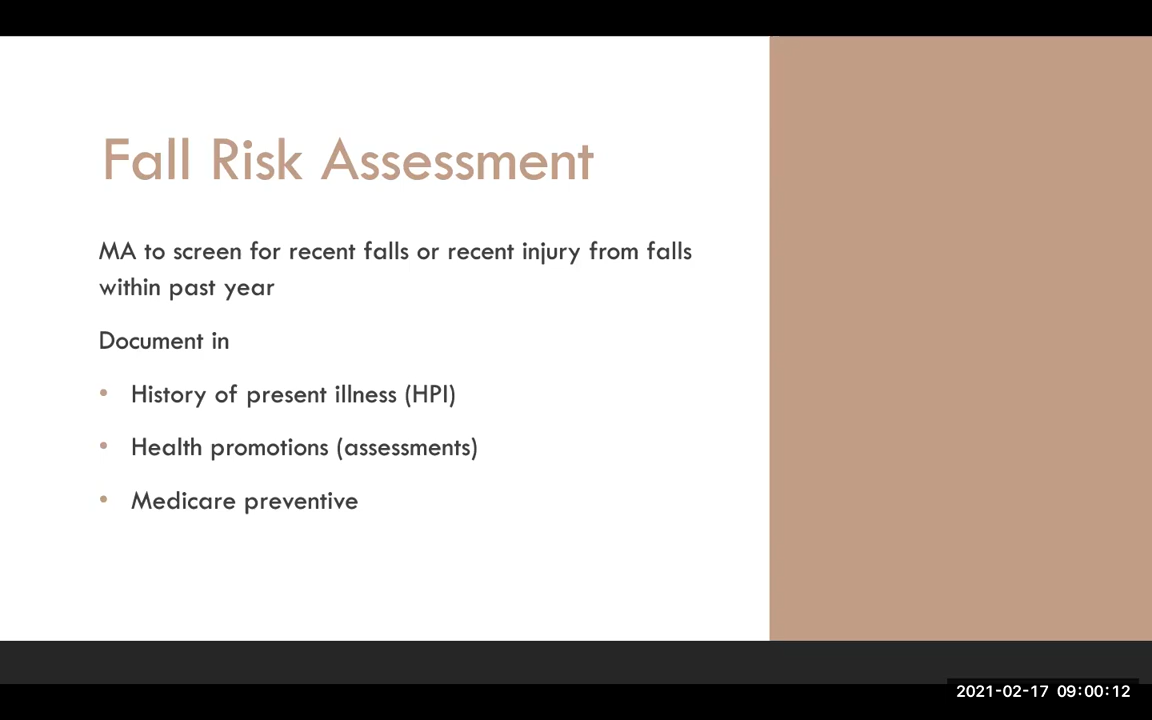 Fall Risk Assessment
MA to screen for recent falls or recent injury from falls
within past year
Document in
• History of present illness (HPI)
• Health promotions (assessments)
• Medicare preventive
2021-02-17 09:00:12